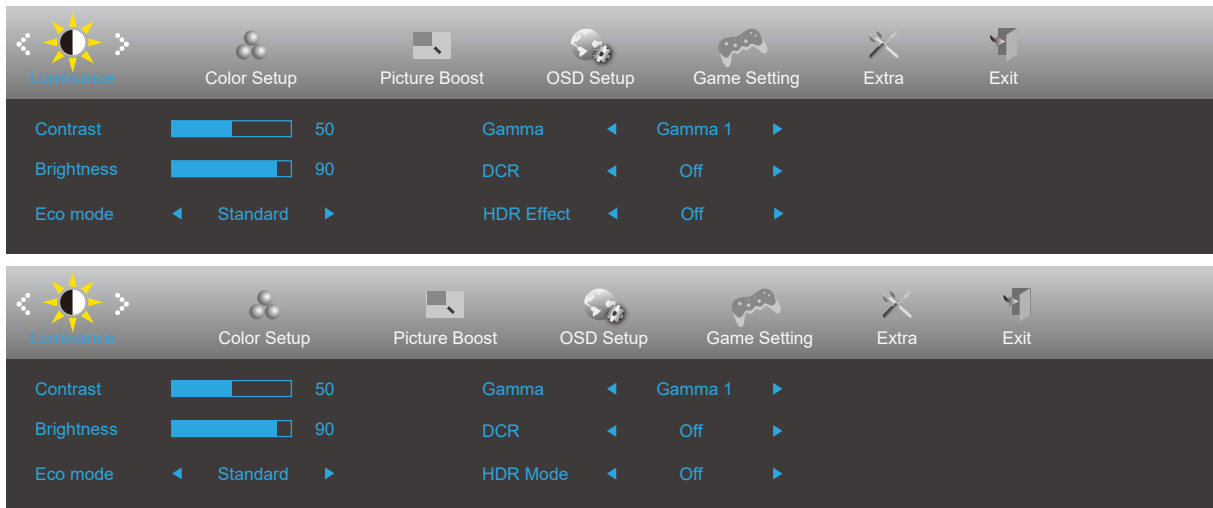 Luminance Color Setup Picture Boost OSD Setup Game Setting Extra Exit
Contrast 50 Gamma Gamma 1
Brightness 90 DCR Off
Eco mode Standard HDR Effect Off
Luminance Color Setup Picture Boost OSD Setup Game Setting Extra Exit
Contrast 50 Gamma Gamma 1
Brightness 90 DCR Off
Eco mode Standard HDR Mode Off